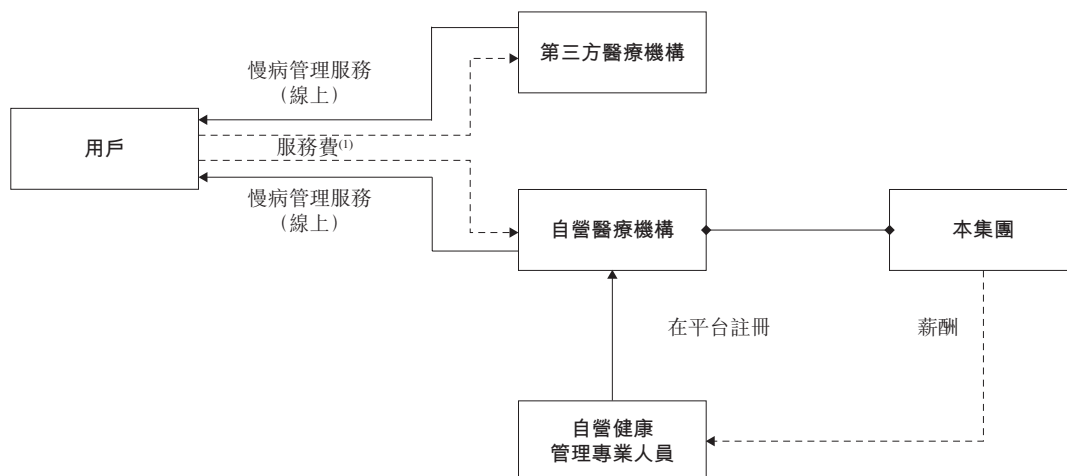 第三方醫療機構
慢病管理服務
（線上）
用戶
服務費(1)
慢病管理服務
（線上）
自營醫療機構
本集團
在平台註冊
薪酬
自營健康
管理專業人員